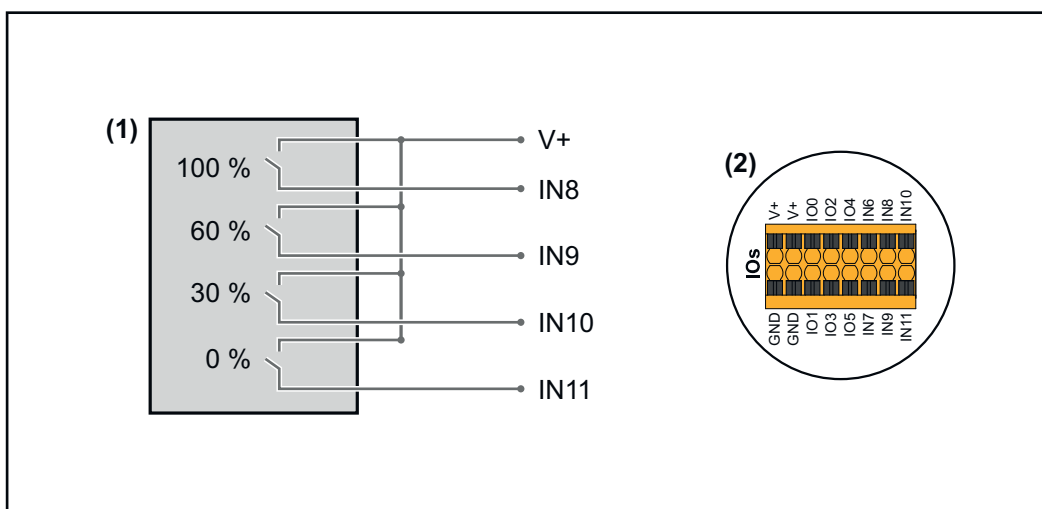 (1)
100 %
60 %
30 %
0 %
V+
IN8
IN9
IN10
IN11
(2)
V+ V+ IO0 IO2 IO4 IN6 IN8 IN10
IOs
GND GND IO1 IO3 IO5 IN7 IN9 IN11